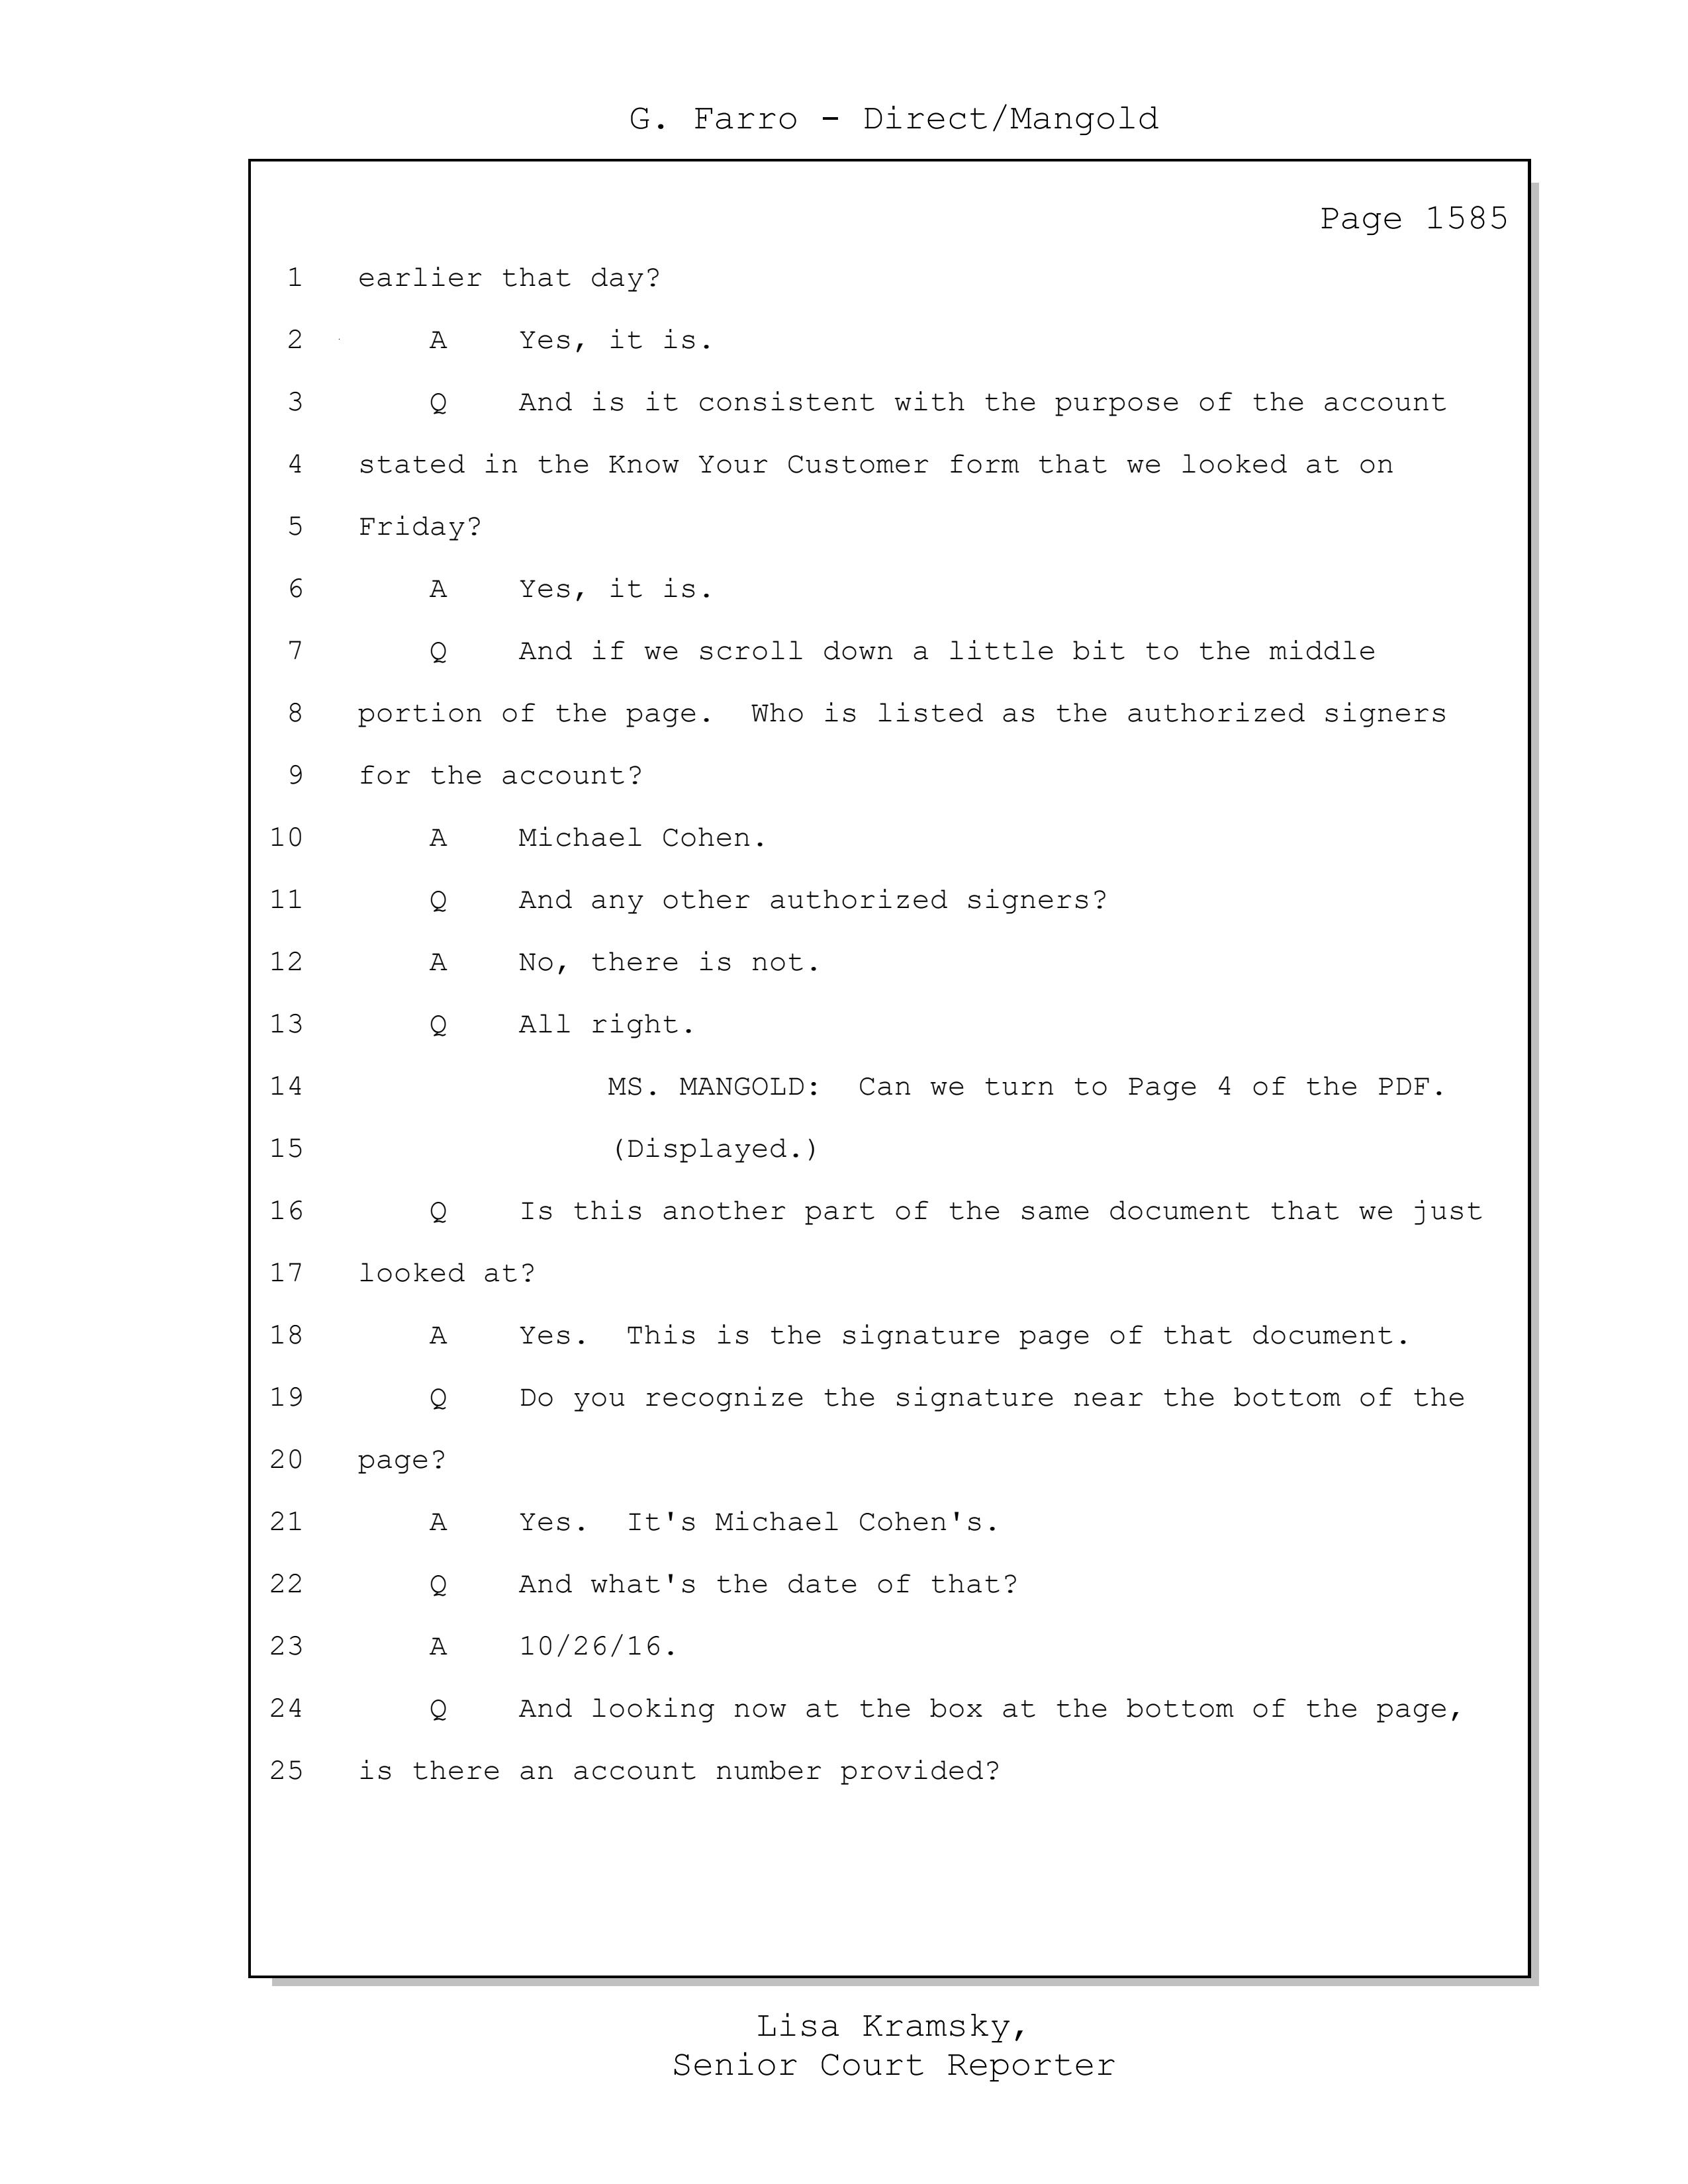 G. Farro - Direct/Mangold
Page 1585
1 earlier that day?
2 A Yes, it is.
3 Q And is it consistent with the purpose of the account
4 stated in the Know Your Customer form that we looked at on
5 Friday?
6 A Yes, it is.
7 Q And if we scroll down a little bit to the middle
8 portion of the page.  Who is listed as the authorized signers
9 for the account?
10 A Michael Cohen.
11 Q And any other authorized signers?
12 A No, there is not.
13 Q All right.
14 MS. MANGOLD:  Can we turn to Page 4 of the PDF.
15 (Displayed.)
16 Q Is this another part of the same document that we just
17 looked at?
18 A Yes.  This is the signature page of that document.
19 Q Do you recognize the signature near the bottom of the
20 page?
21 A Yes.  It's Michael Cohen's.
22 Q And what's the date of that?
23 A 10/26/16.
24 Q And looking now at the box at the bottom of the page,
25 is there an account number provided?
Lisa Kramsky,
Senior Court Reporter